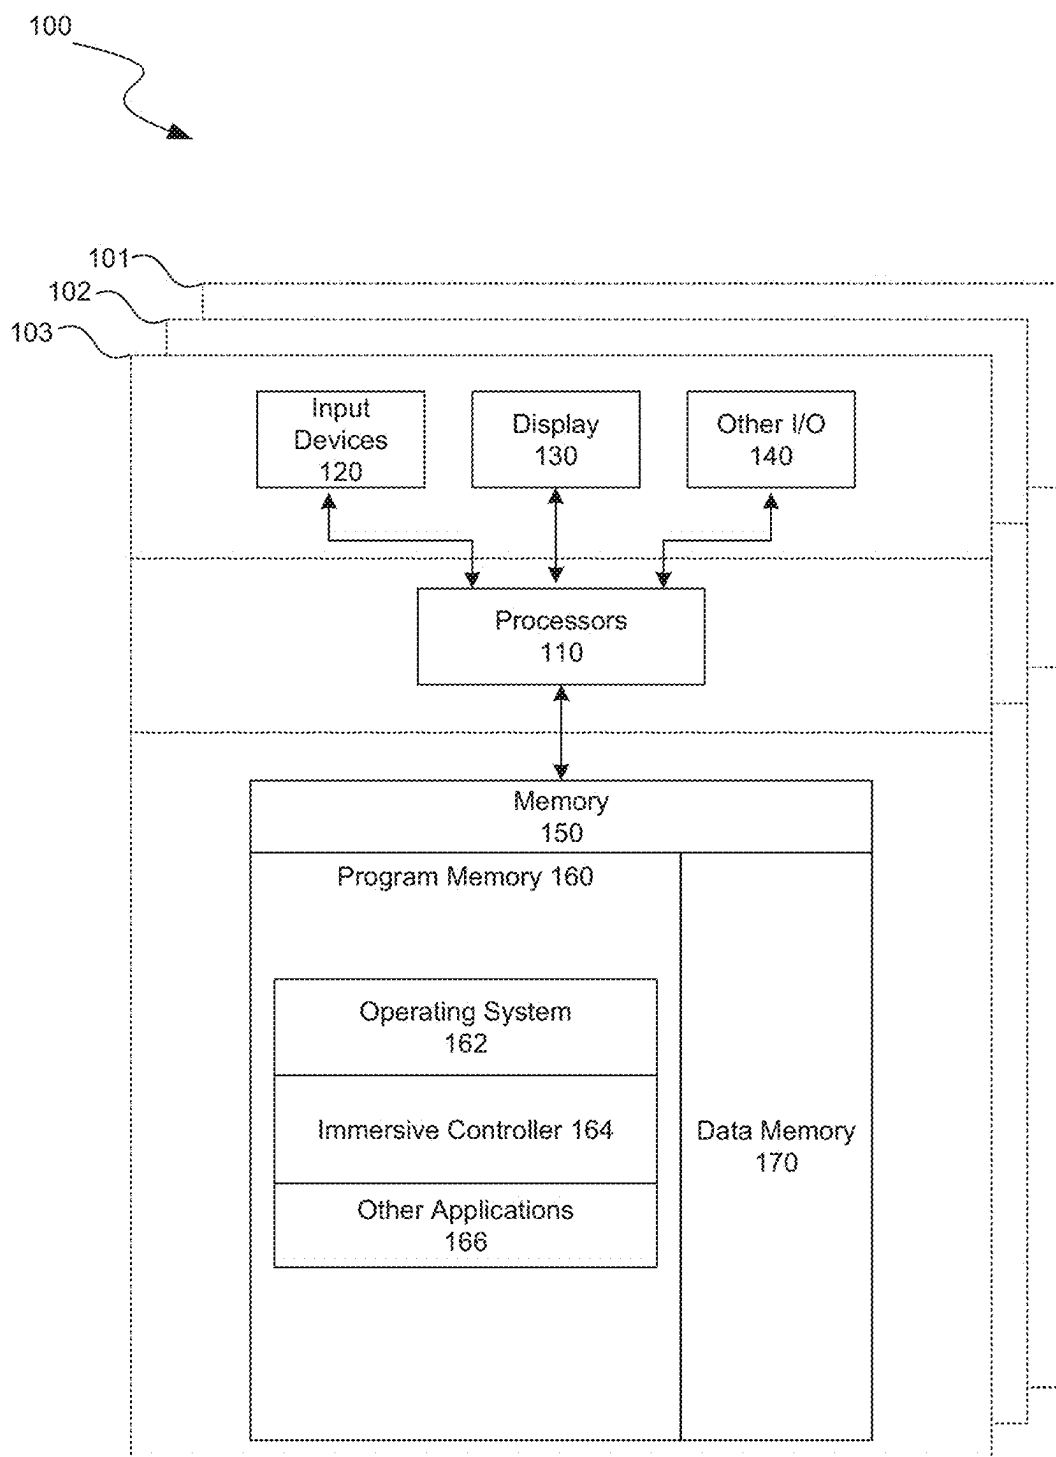 100
101
102
103
Input
Devices
120
Display
130
Other I/O
140
Processors
110
Memory
150
Program Memory 160
Operating System
162
Immersive Controller 164
Other Applications
166
Data Memory
170